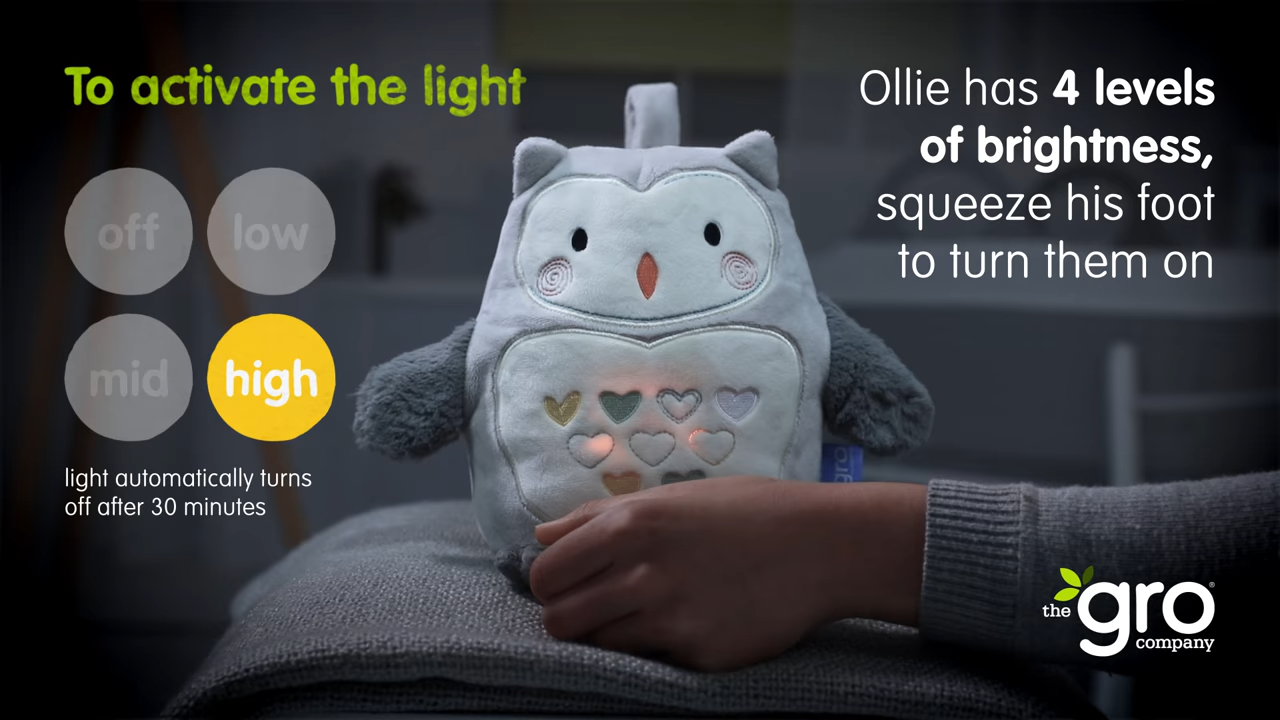 To activate the light
off
low
mid
high
light automatically turns
off after 30 minutes
Ollie has 4 levels
of brightness,
squeeze his foot
to turn them on
gro
the gro®
company